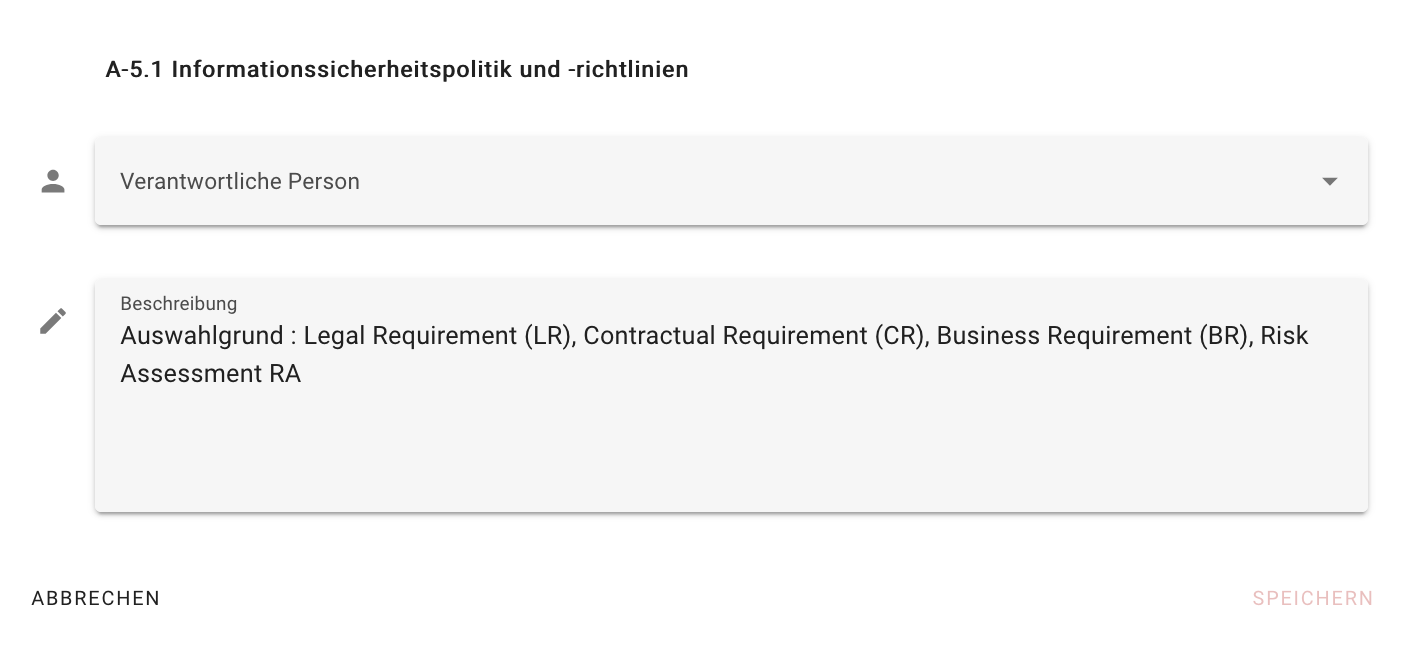 A-5.1 Informationssicherheitspolitik und -richtlinien
Verantwortliche Person
Beschreibung
Auswahlgrund : Legal Requirement (LR), Contractual Requirement (CR), Business Requirement (BR), Risk
Assessment RA
ABBRECHEN
SPEICHERN